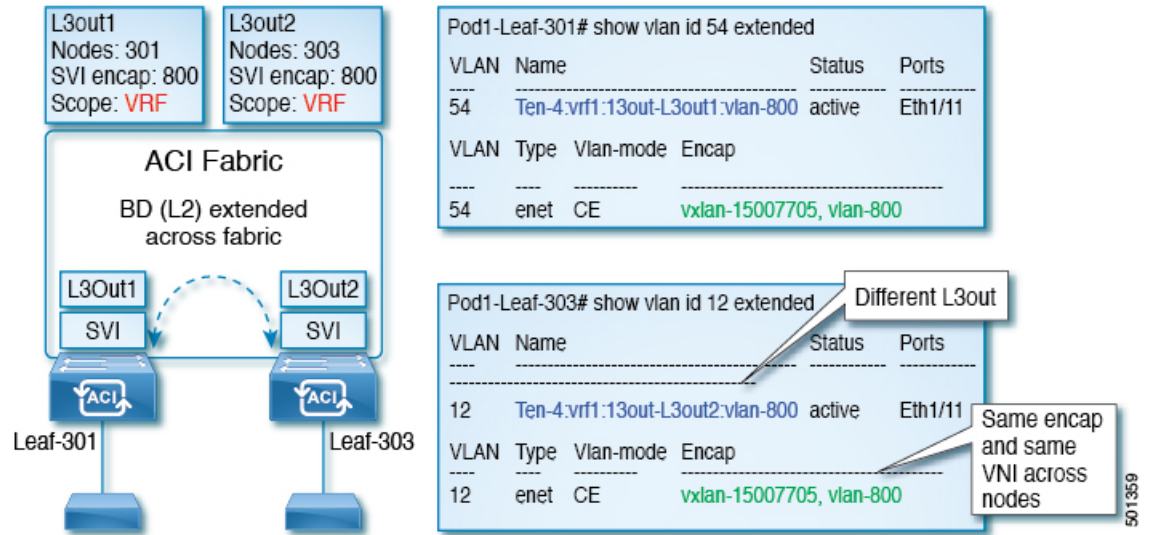 L3out1
Nodes: 301
SVI encap: 800
Scope: VRF
L3out2
Nodes: 303
SVI encap: 800
Scope: VRF
ACI Fabric
BD (L2) extended
across fabric
L3Out1
SVI
L3Out2
SVI
ACI
ACI
Leaf-301
Leaf-303
Pod1-Leaf-301# show vlan id 54 extended
VLAN Name Status Ports
---- -------------------------------- --------- -----------
54 Ten-4:vrf1:13out-L3out1:vlan-800 active Eth1/11
VLAN Type Vlan-mode Encap
---- ---- ---------- -------------------------------
54 enet CE vxlan-15007705, vlan-800
Pod1-Leaf-303# show vlan id 12 extended
Different L3out
VLAN Name Status Ports
---- -------------------------------- --------- -----------
-------------------------------------
12 Ten-4:vrf1:13out-L3out2:vlan-800 active Eth1/11
VLAN Type Vlan-mode Encap
---- ---- ---------- -------------------------------
12 enet CE vxlan-15007705, vlan-800
Same encap
and same
VNI across
nodes
501359